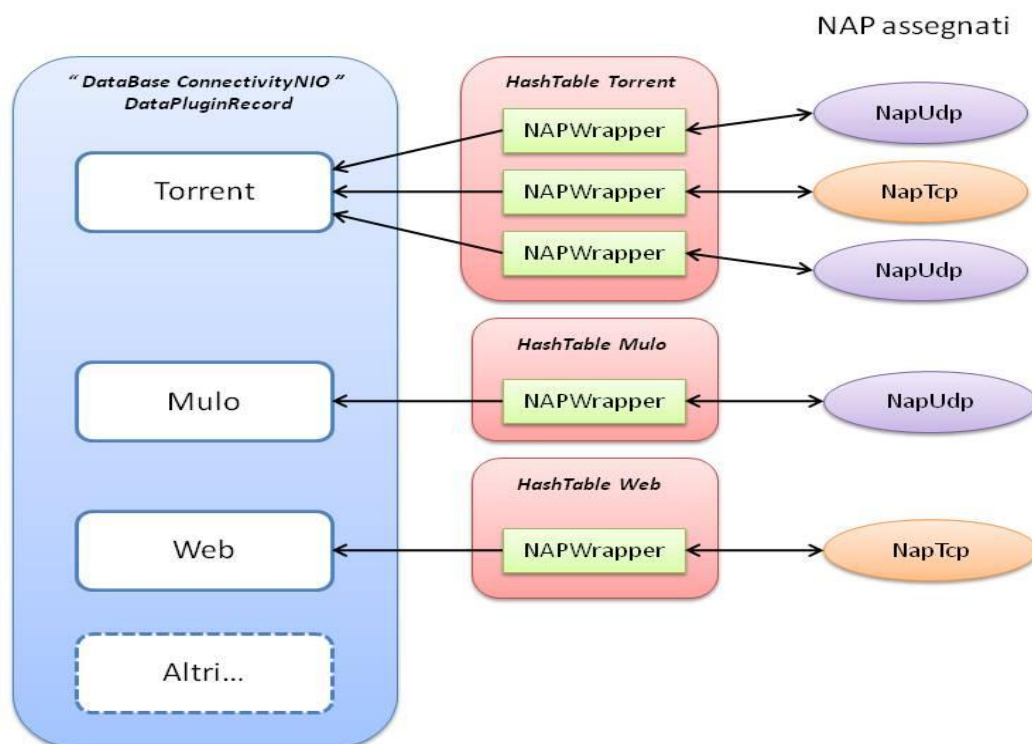 NAP assegnati
“ DataBase ConnectivityNIO ”
DataPluginRecord
Torrent
Mulo
Web
Altri...
HashTable Torrent
NAPWrapper
NAPWrapper
NAPWrapper
HashTable Mulo
NAPWrapper
HashTable Web
NAPWrapper
NapUdp
NapTcp
NapUdp
NapUdp
NapTcp